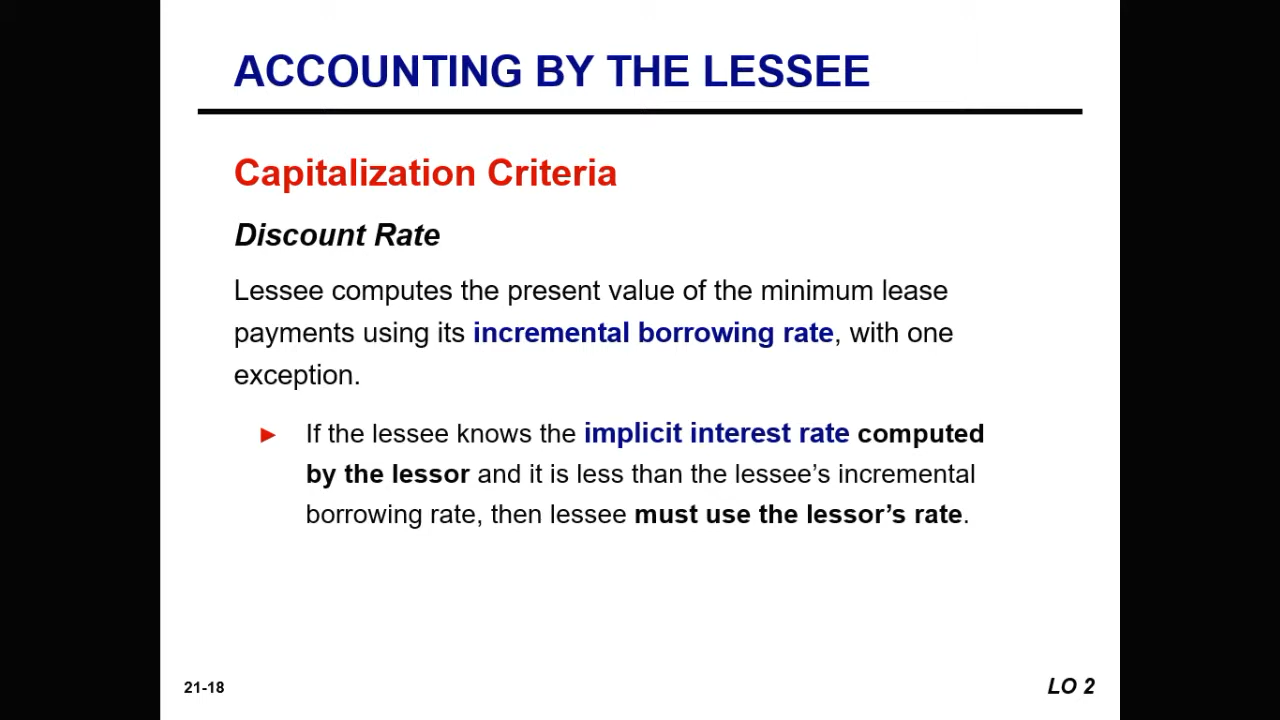 ACCOUNTING BY THE LESSEE
Capitalization Criteria
Discount Rate
Lessee computes the present value of the minimum lease
payments using its incremental borrowing rate, with one
exception.
► If the lessee knows the implicit interest rate computed
by the lessor and it is less than the lessee’s incremental
borrowing rate, then lessee must use the lessor’s rate.
21-18
LO 2